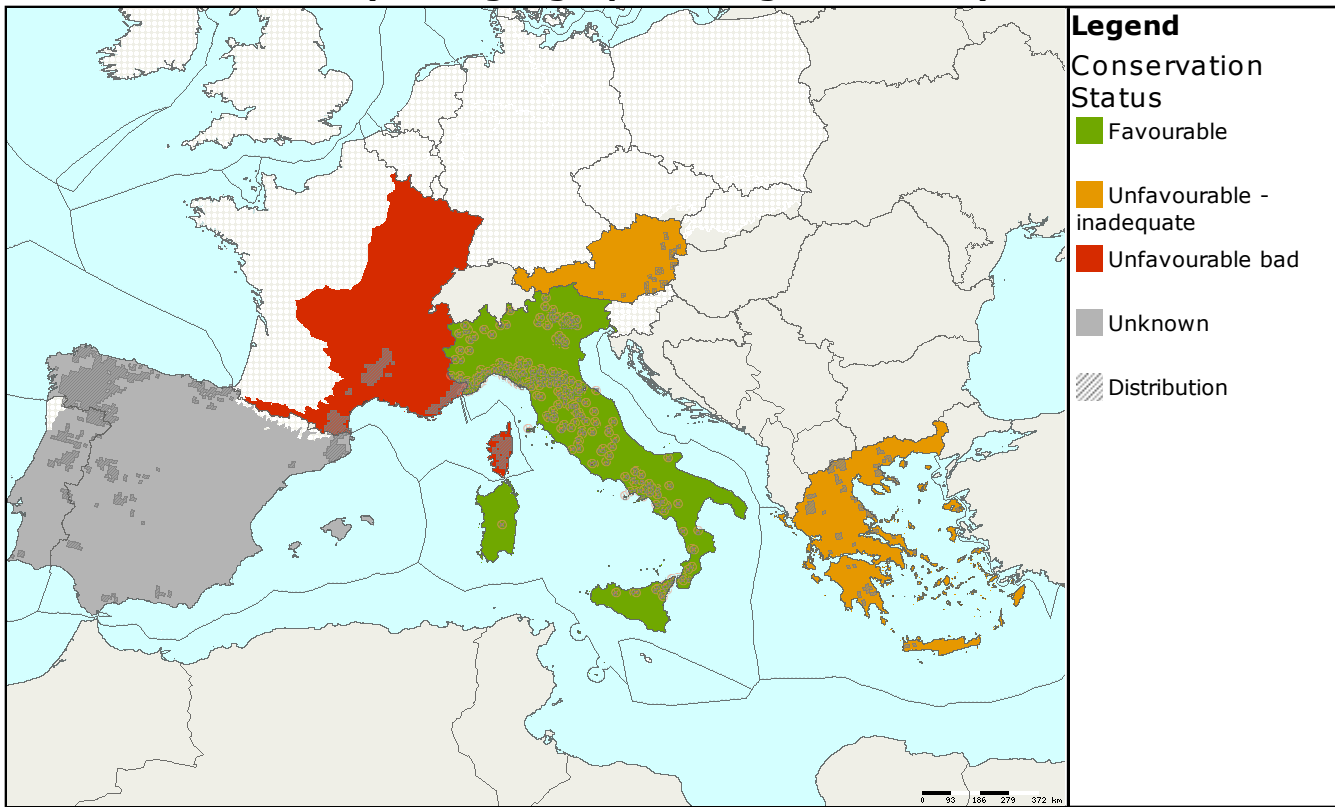 Legend
Conservation
Status
Favourable
Unfavourable -
inadequate
Unfavourable bad
Unknown
Distribution
0 93 186 279 372 km